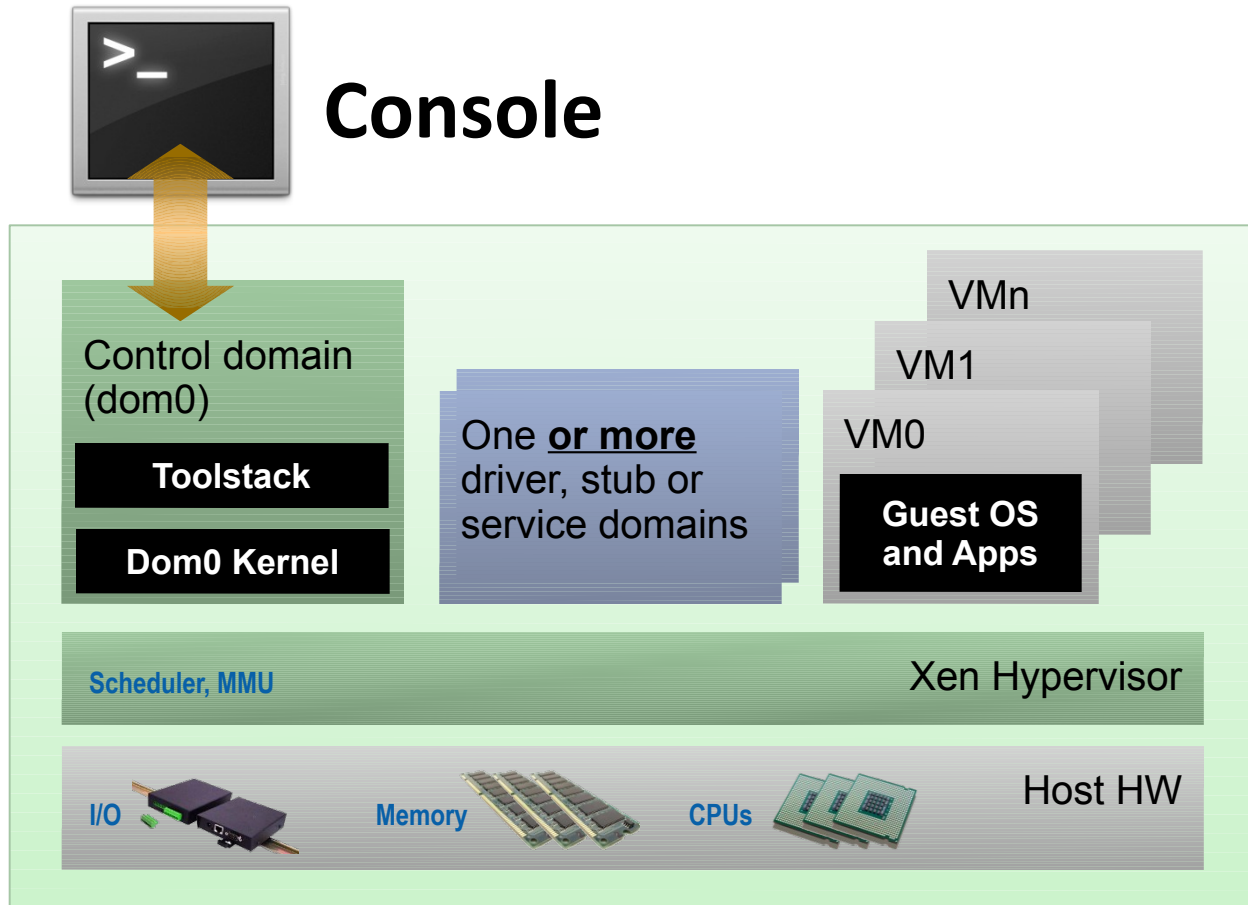 >_
Console
Control domain
(dom0)
Toolstack
Dom0 Kernel
One or more
driver, stub or
service domains
VMn
VM1
VM0
Guest OS
and Apps
Scheduler, MMU
Xen Hypervisor
I/O
Memory
CPUs
Host HW